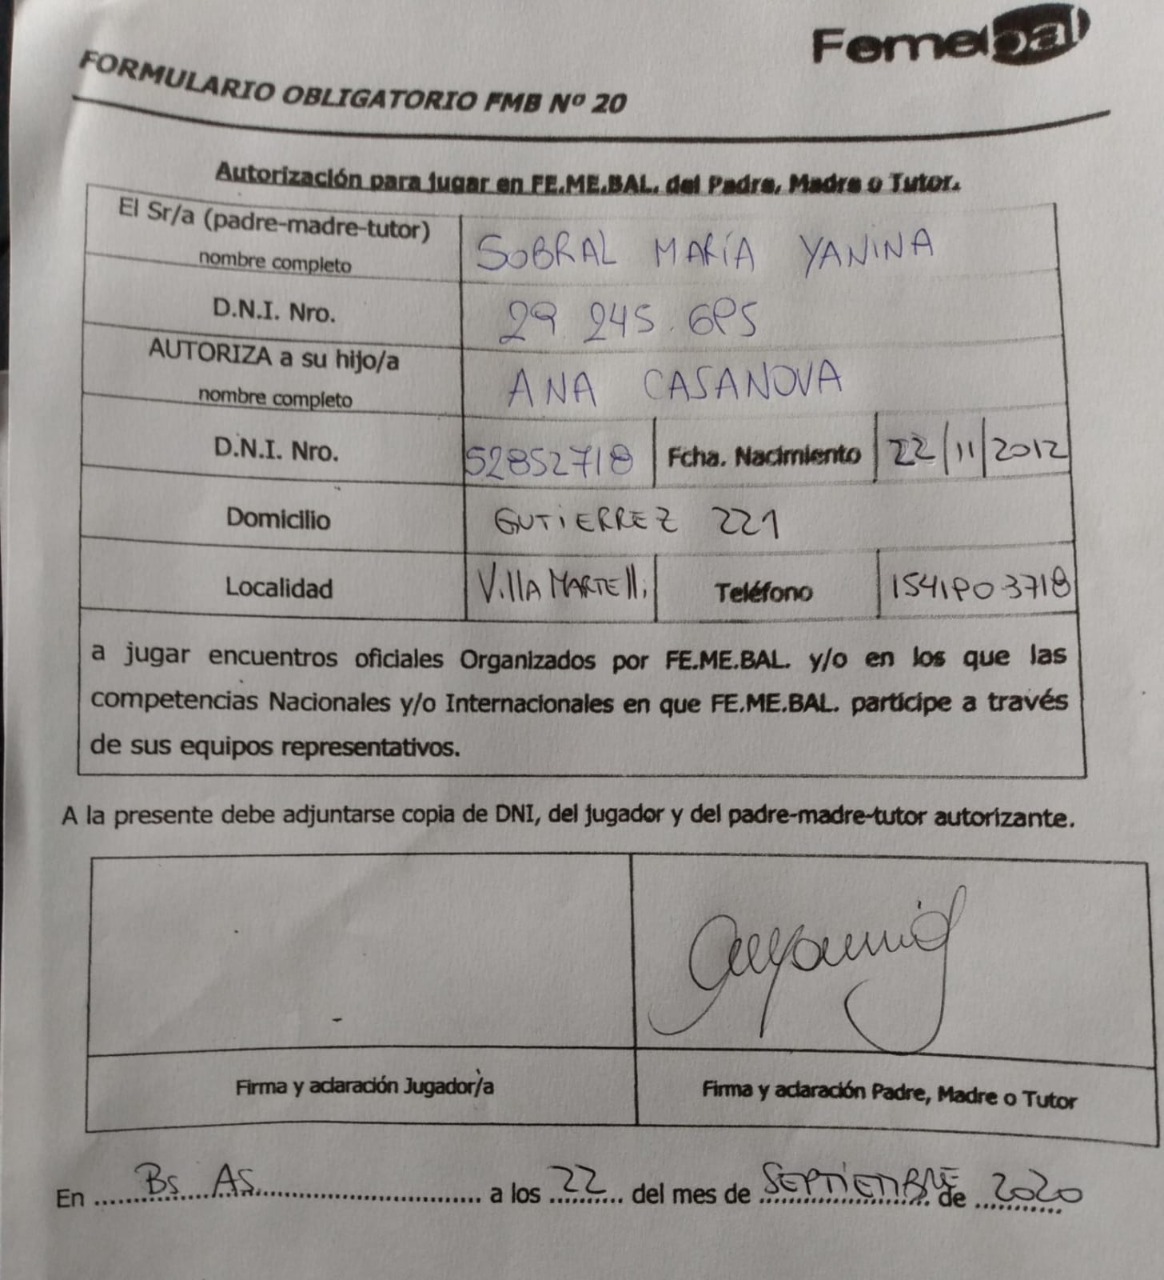 Femebal
FORMULARIO OBLIGATORIO FMB Nº 20
Autorización para jugar en FE.ME.BAL. del Padre, Madre o Tutor.
El Sr/a (padre-madre-tutor)
nombre completo
SOBRAL MARÍA YANINA
D.N.I. Nro.
29.245.695
AUTORIZA a su hijo/a
nombre completo
ANA CASANOVA
D.N.I. Nro. 52852718 Fcha. Nacimiento 22/11/2012
Domicilio GUTIERREZ 221
Localidad Villa MARTELLi Teléfono 1541903718
a jugar encuentros oficiales Organizados por FE.ME.BAL. y/o en los que las
competencias Nacionales y/o Internacionales en que FE.ME.BAL. participe a través
de sus equipos representativos.
A la presente debe adjuntarse copia de DNI, del jugador y del padre-madre-tutor autorizante.
Firma y aclaración Jugador/a Firma y aclaración Padre, Madre o Tutor
En Bs As a los 22 del mes de SEPTIEMBRE de 2020